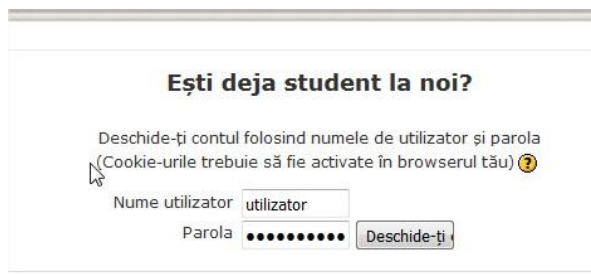 Ești deja student la noi?
Deschide-ți contul folosind numele de utilizator și parola
(Cookie-urile trebuie să fie activate în browserul tău) ?
Nume utilizator utilizator
Parola ●●●●●●●●●● Deschide-ți